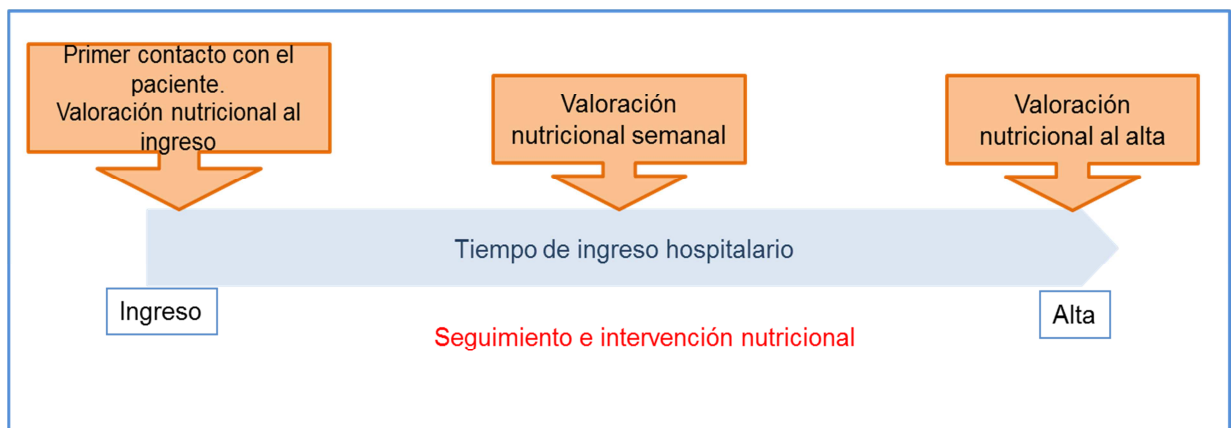 Primer contacto con el
paciente.
Valoración nutricional al
ingreso
Valoración
nutricional semanal
Valoración
nutricional al alta
Tiempo de ingreso hospitalario
Ingreso
Alta
Seguimiento e intervención nutricional